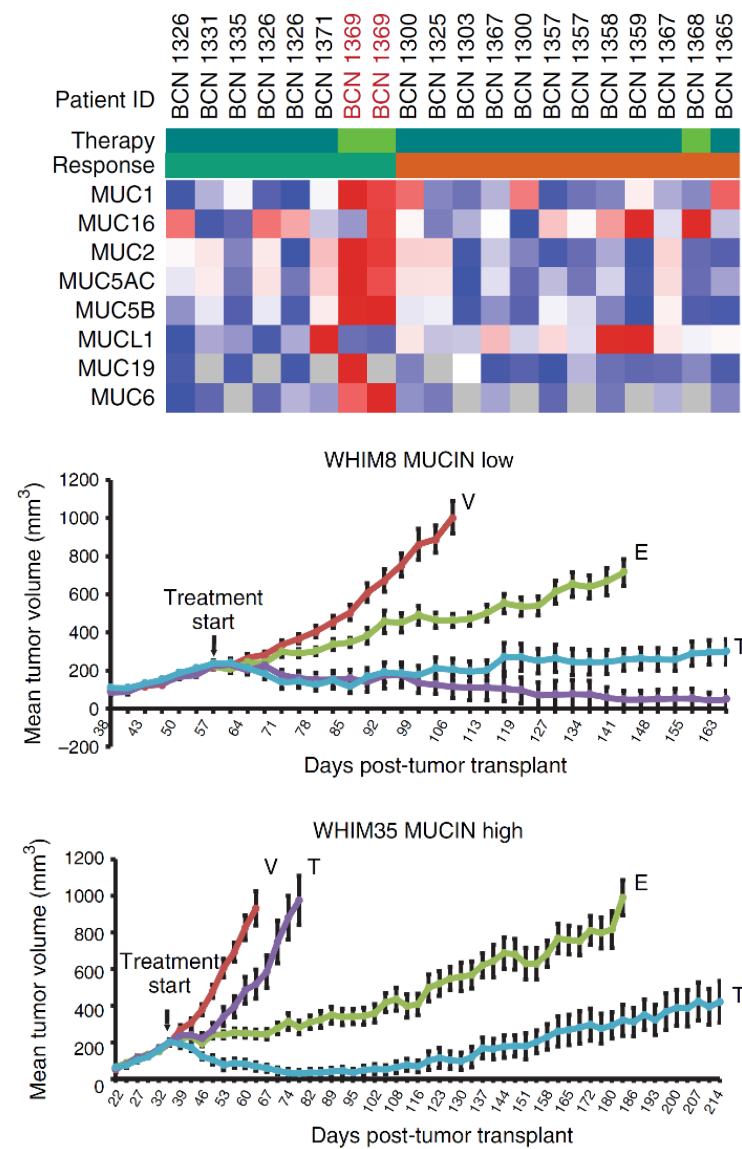 Patient ID BCN 1326 BCN 1331 BCN 1335 BCN 1326 BCN 1326 BCN 1371 BCN 1369 BCN 1369 BCN 1300 BCN 1325 BCN 1303 BCN 1367 BCN 1300 BCN 1357 BCN 1357 BCN 1358 BCN 1359 BCN 1367 BCN 1368 BCN 1365
Therapy
Response
MUC1
MUC16
MUC2
MUC5AC
MUC5B
MUCL1
MUC19
MUC6
WHIM8 MUCIN low
Mean tumor volume (mm³)
1200
1000
800
600
400
200
0
−200
V
E
T
Treatment
start
38 43 50 57 64 71 78 85 92 99 106 113 119 127 134 141 148 155 163
Days post-tumor transplant
WHIM35 MUCIN high
Mean tumor volume (mm³)
1200
1000
800
600
400
200
0
V T
E
T
Treatment
start
22 27 32 39 46 53 60 67 74 82 89 95 102 108 116 123 130 137 144 151 158 165 172 180 186 193 200 207 214
Days post-tumor transplant